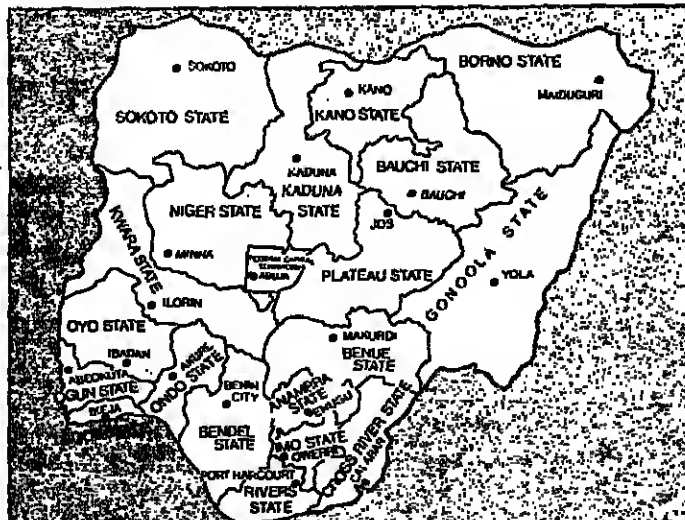 SOKOTO
SOKOTO STATE
KANO
KANO STATE
BORNO STATE
MAIDUGURI
KADUNA
KADUNA
STATE
BAUCHI STATE
BAUCHI
NIGER STATE
MINNA
KWARA STATE
ILORIN
FEDERAL CAPITAL
TERRITORY
ABUJA
JOS
PLATEAU STATE
GONGOLA STATE
YOLA
OYO STATE
IBADAN
ABEOKUTA
OGUN STATE
IKEJA
AKURE
ONDO STATE
BENIN
CITY
BENDEL
STATE
MAKURDI
BENUE
STATE
ANAMBRA
STATE
ENUGU
IMO STATE
OWERRI
PORT HARCOURT
RIVERS
STATE
CROSS RIVER STATE
CALABAR